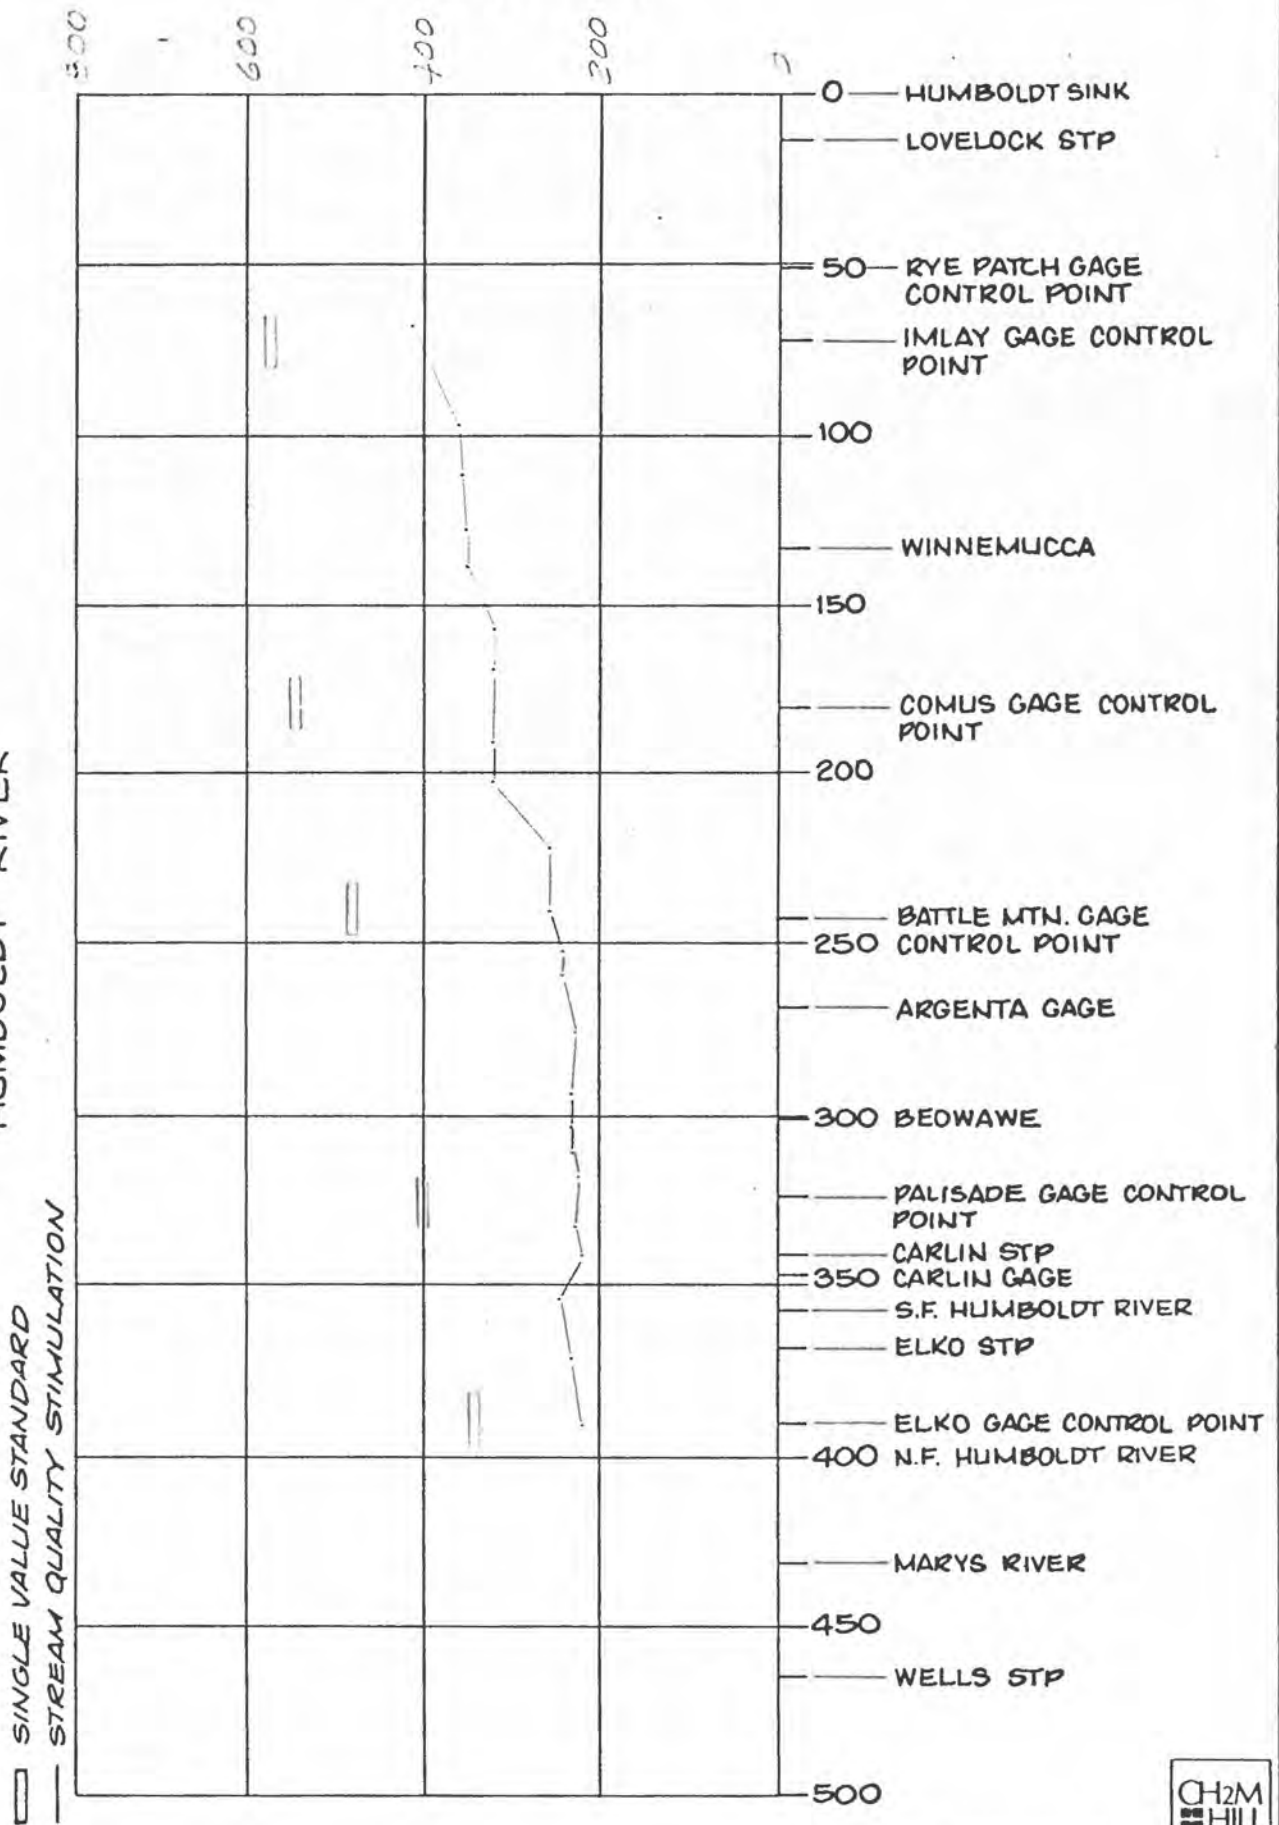 HUMBOLDT RIVER
SINGLE VALUE STANDARD
STREAM QUALITY STIMULATION
800
600
400
200
0 HUMBOLDT SINK
LOVELOCK STP
50 RYE PATCH GAGE
CONTROL POINT
IMLAY GAGE CONTROL
POINT
100
WINNEMUCCA
150
COMUS GAGE CONTROL
POINT
200
BATTLE MTN. GAGE
250 CONTROL POINT
ARGENTA GAGE
300 BEOWAWE
PALISADE GAGE CONTROL
POINT
CARLIN STP
350 CARLIN GAGE
S.F. HUMBOLDT RIVER
ELKO STP
ELKO GAGE CONTROL POINT
400 N.F. HUMBOLDT RIVER
MARYS RIVER
450
WELLS STP
500
CH2M
HILL